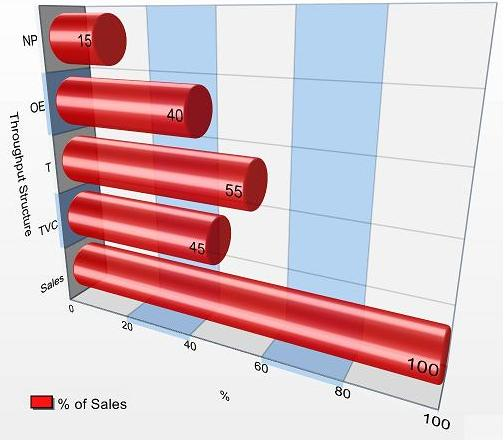 NP
15
OE
40
T
55
TVC
45
Sales
100
Throughput Structure
0
20
40
60
80
100
%
% of Sales